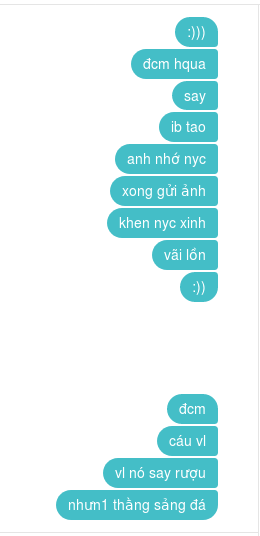 :)))
đcm hqua
say
ib tao
anh nhớ nyc
xong gửi ảnh
khen nyc xinh
vãi lồn
:))
đcm
cáu vl
vl nó say rượu
nhưn1 thằng sảng đá